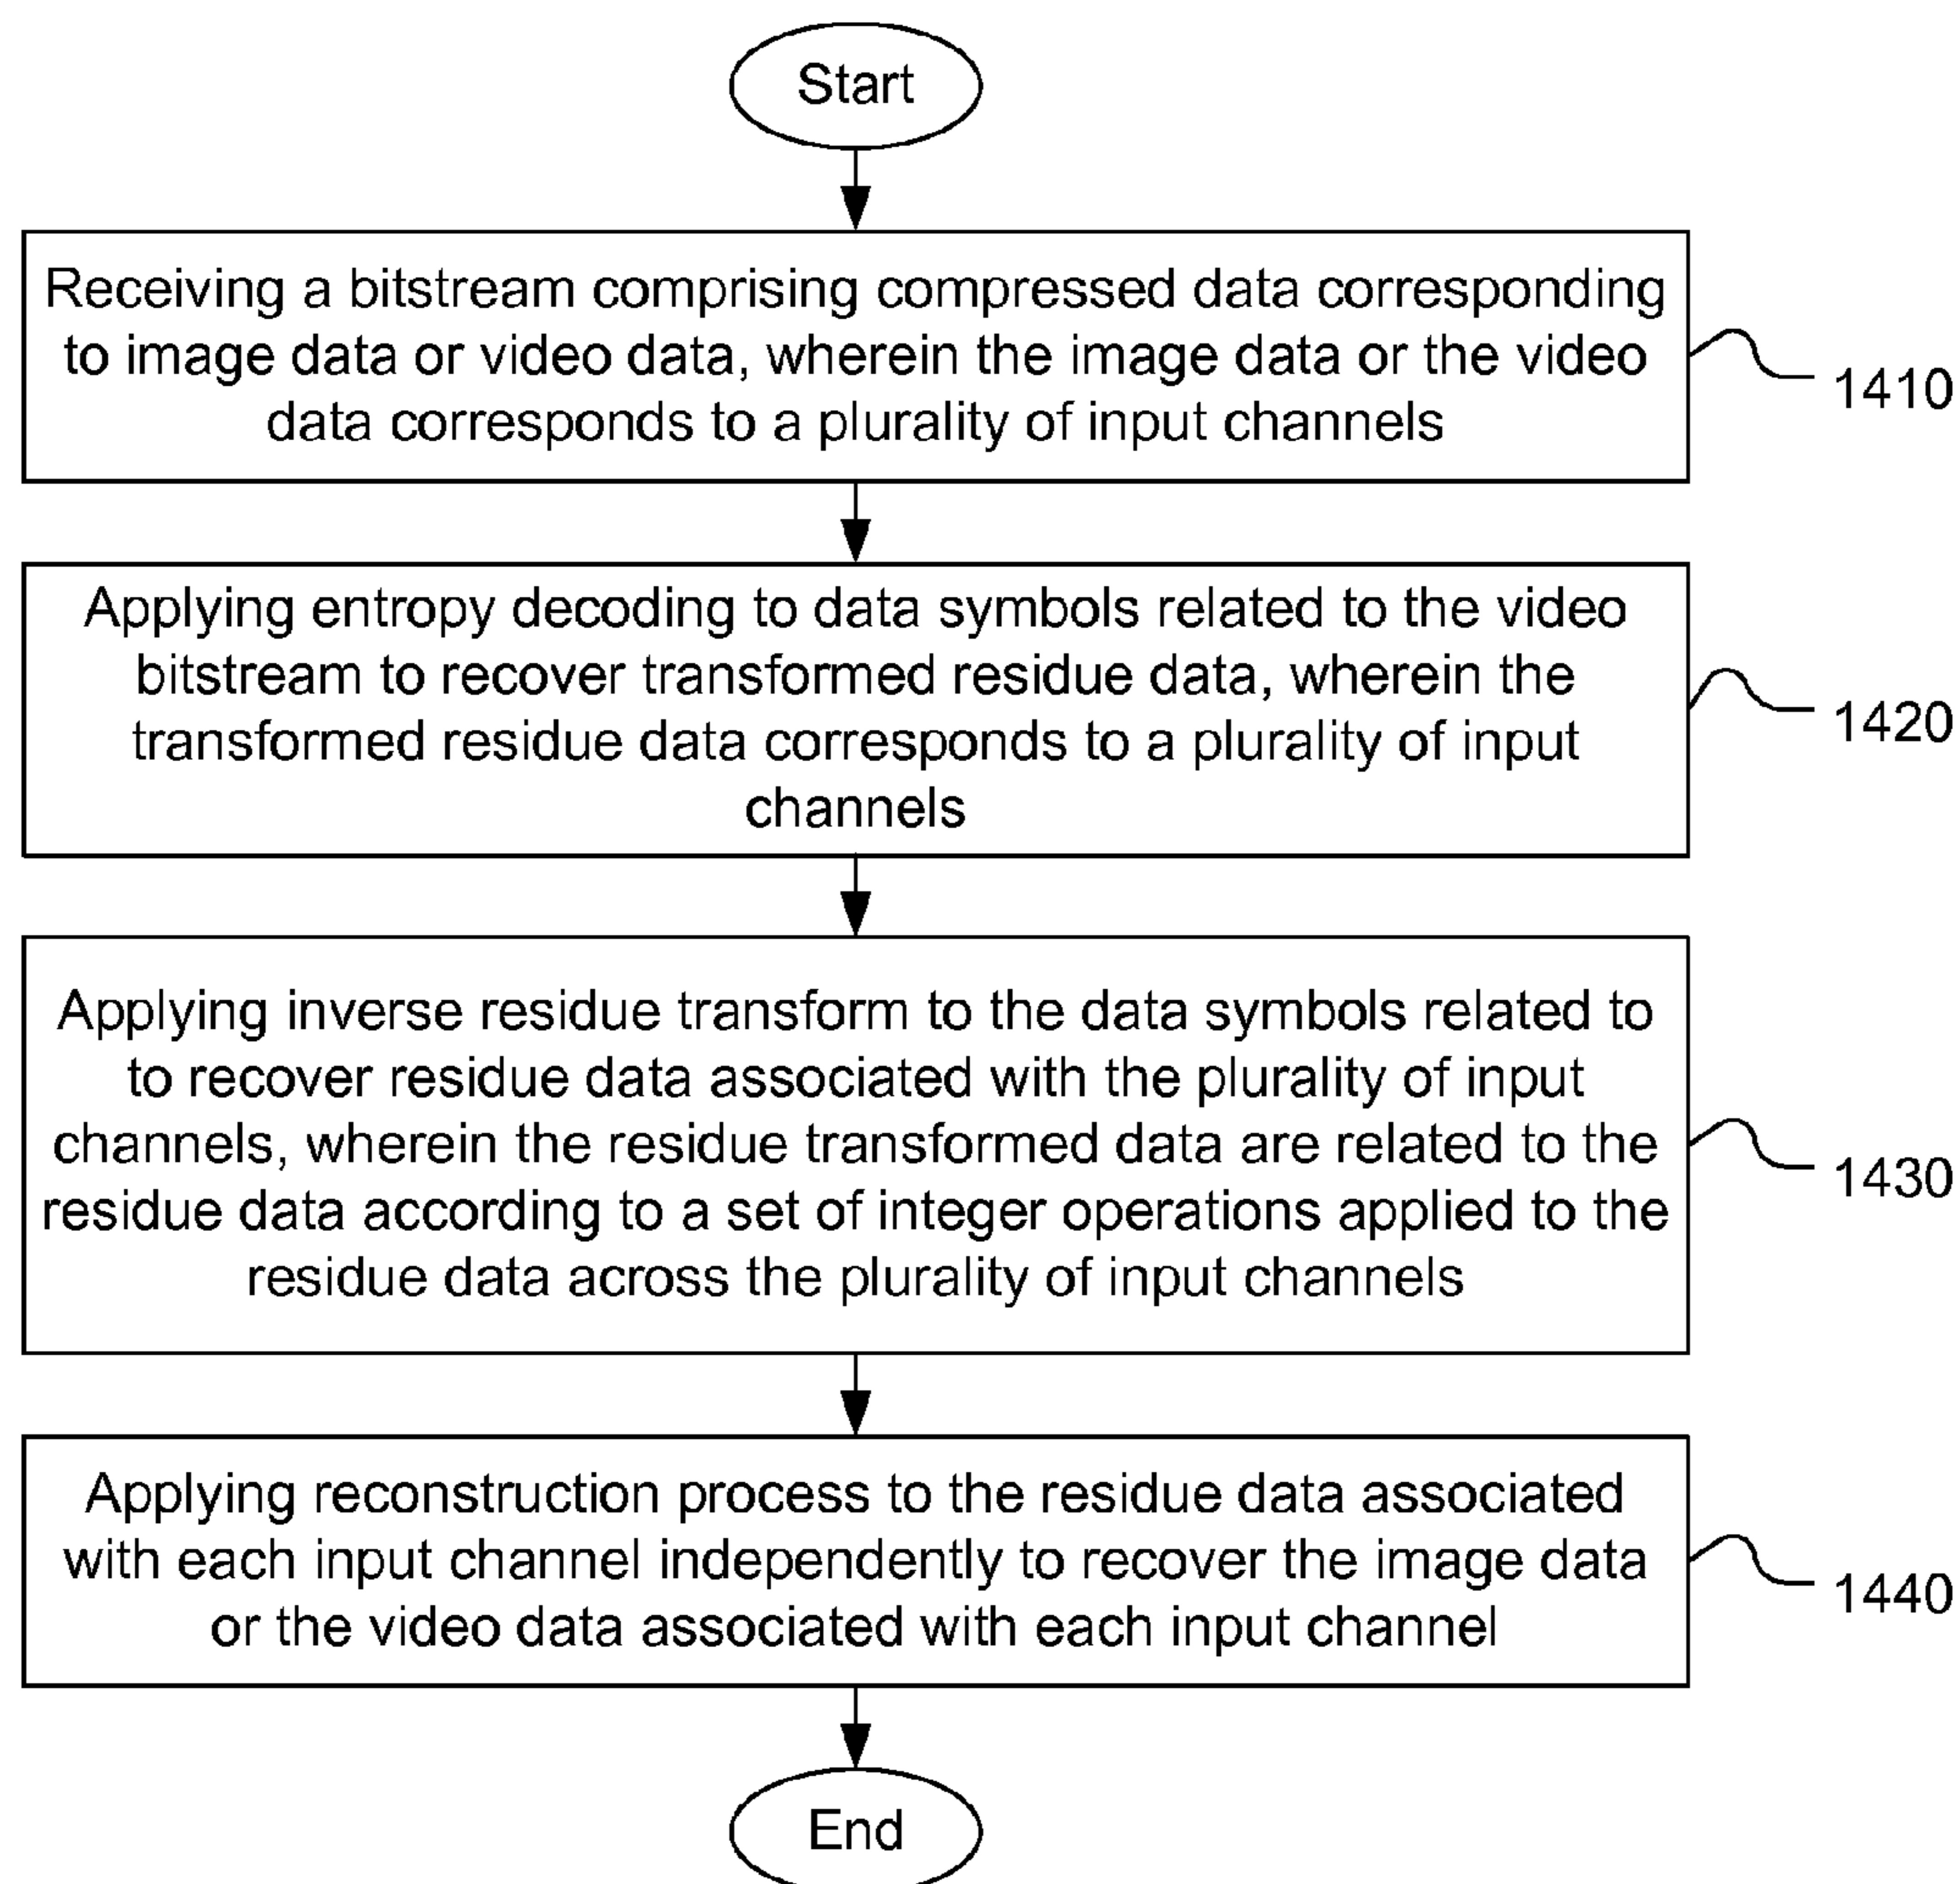 Start
Receiving a bitstream comprising compressed data corresponding
to image data or video data, wherein the image data or the video
data corresponds to a plurality of input channels
1410
Applying entropy decoding to data symbols related to the video
bitstream to recover transformed residue data, wherein the
transformed residue data corresponds to a plurality of input
channels
1420
Applying inverse residue transform to the data symbols related to
to recover residue data associated with the plurality of input
channels, wherein the residue transformed data are related to the
residue data according to a set of integer operations applied to the
residue data across the plurality of input channels
1430
Applying reconstruction process to the residue data associated
with each input channel independently to recover the image data
or the video data associated with each input channel
1440
End